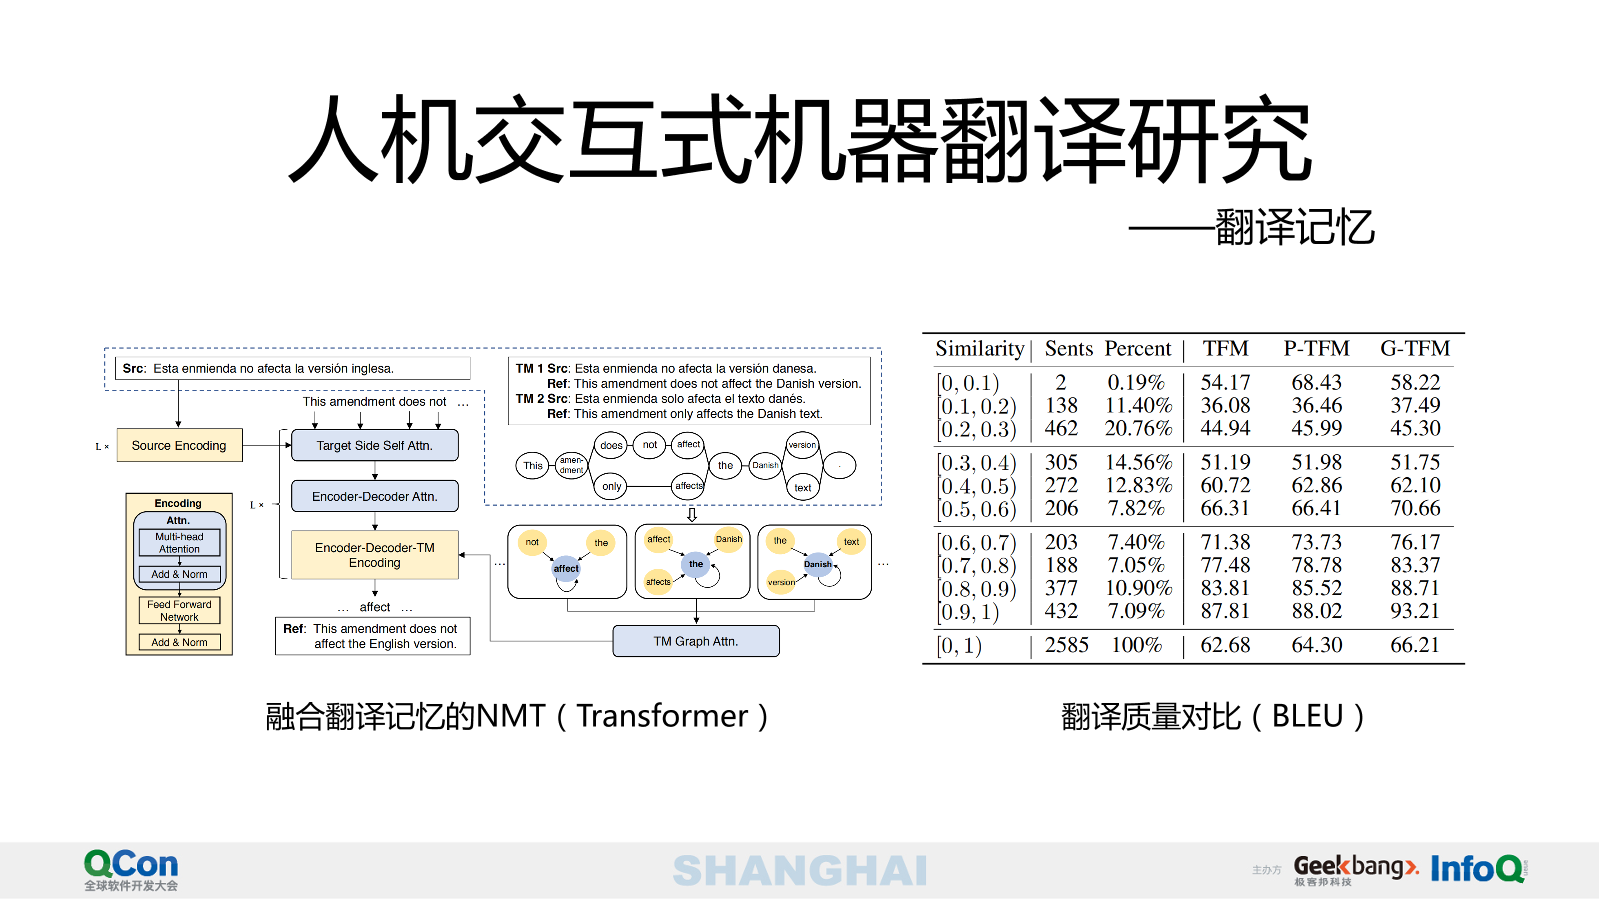 人机交互式机器翻译研究
——翻译记忆
Src: Esta enmienda no afecta la versión inglesa.
This amendment does not ...
L ×
Source Encoding
Target Side Self Attn.
L ×
Encoder-Decoder Attn.
Encoder-Decoder-TM
Encoding
... affect ...
Ref: This amendment does not
affect the English version.
Encoding
Attn.
Multi-head
Attention
Add & Norm
Feed Forward
Network
Add & Norm
TM 1 Src: Esta enmienda no afecta la versión danesa.
Ref: This amendment does not affect the Danish version.
TM 2 Src: Esta enmienda solo afecta el texto danés.
Ref: This amendment only affects the Danish text.
does not affect version
This amen-
dment the Danish .
only affects text
... not the affect
affect Danish the affects
the text Danish version ...
TM Graph Attn.
融合翻译记忆的NMT（Transformer）
Similarity Sents Percent TFM P-TFM G-TFM
[0, 0.1) 2 0.19% 54.17 68.43 58.22
[0.1, 0.2) 138 11.40% 36.08 36.46 37.49
[0.2, 0.3) 462 20.76% 44.94 45.99 45.30
[0.3, 0.4) 305 14.56% 51.19 51.98 51.75
[0.4, 0.5) 272 12.83% 60.72 62.86 62.10
[0.5, 0.6) 206 7.82% 66.31 66.41 70.66
[0.6, 0.7) 203 7.40% 71.38 73.73 76.17
[0.7, 0.8) 188 7.05% 77.48 78.78 83.37
[0.8, 0.9) 377 10.90% 83.81 85.52 88.71
[0.9, 1) 432 7.09% 87.81 88.02 93.21
[0, 1) 2585 100% 62.68 64.30 66.21
翻译质量对比（BLEU）
QCon
全球软件开发大会
SHANGHAI
主办方
Geekbang>.
极客邦科技
InfoQ